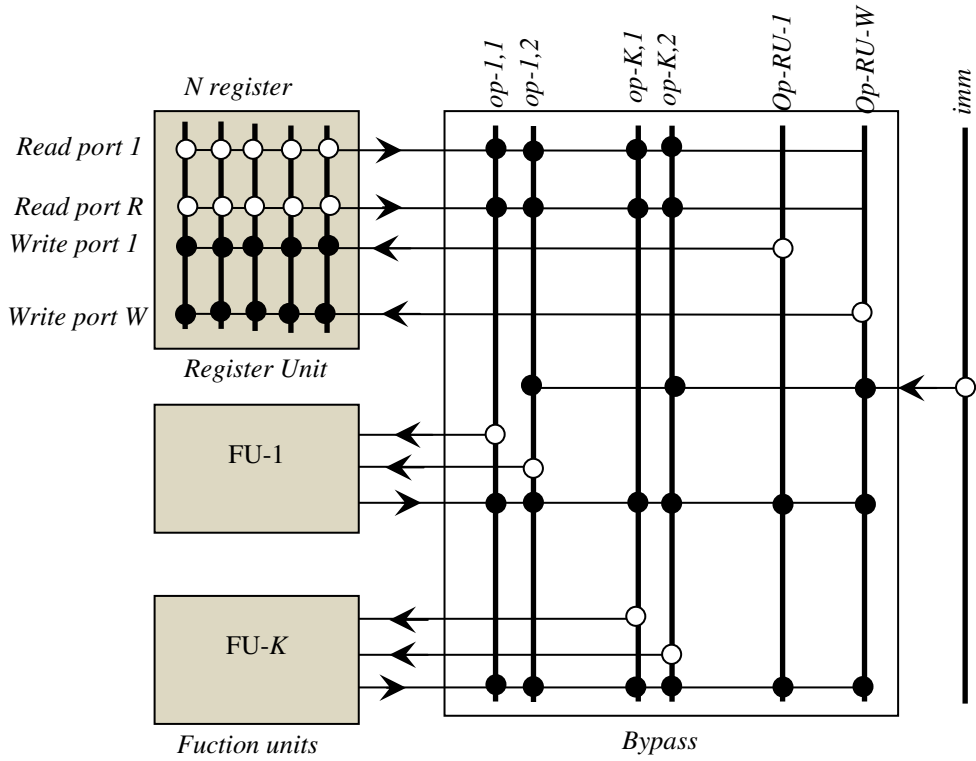 op-1,1
op-1,2
op-K,1
op-K,2
Op-RU-1
Op-RU-W
imm
N register
Read port 1
Read port R
Write port 1
Write port W
Register Unit
FU-1
FU-K
Fuction units
Bypass